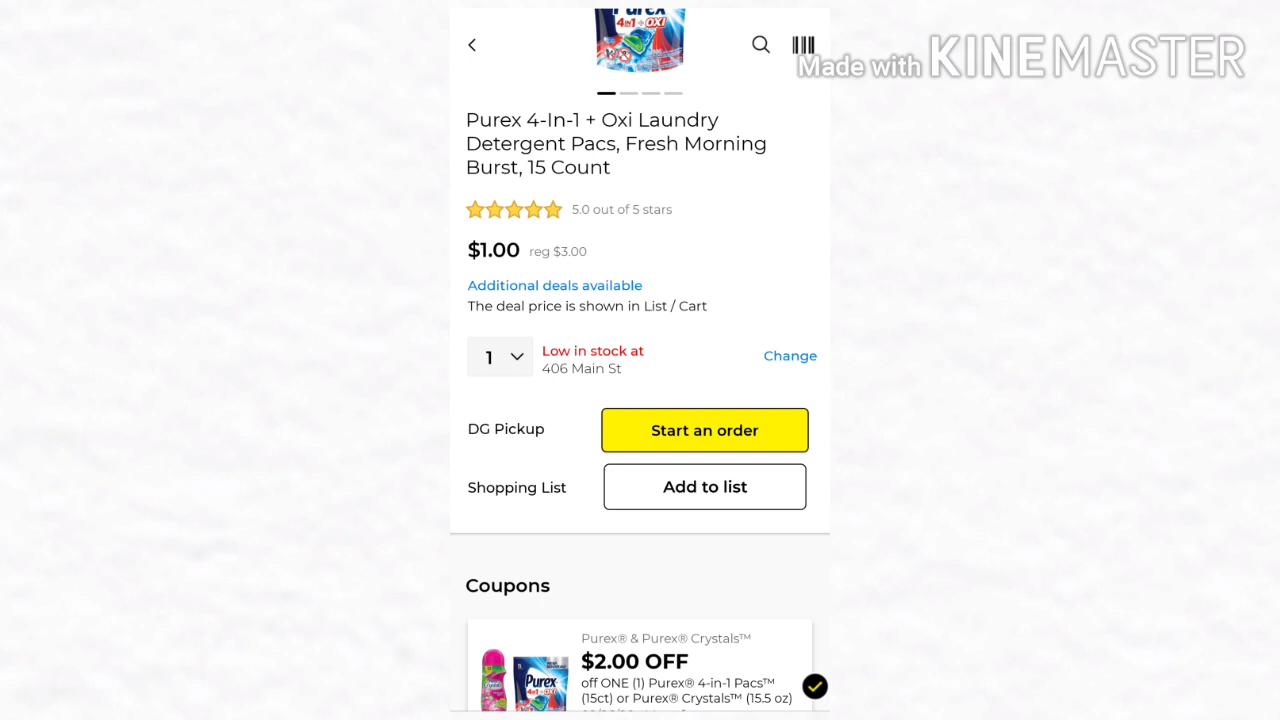 Purex
4IN1 + OXI
Made with KINEMASTER
Purex 4-In-1 + Oxi Laundry
Detergent Pacs, Fresh Morning
Burst, 15 Count
5.0 out of 5 stars
$1.00 reg $3.00
Additional deals available
The deal price is shown in List / Cart
1
Low in stock at
406 Main St
Change
DG Pickup
Start an order
Shopping List
Add to list
Coupons
Purex® & Purex® Crystals™
$2.00 OFF
off ONE (1) Purex® 4-in-1 Pacs™
(15ct) or Purex® Crystals™ (15.5 oz)
Purex